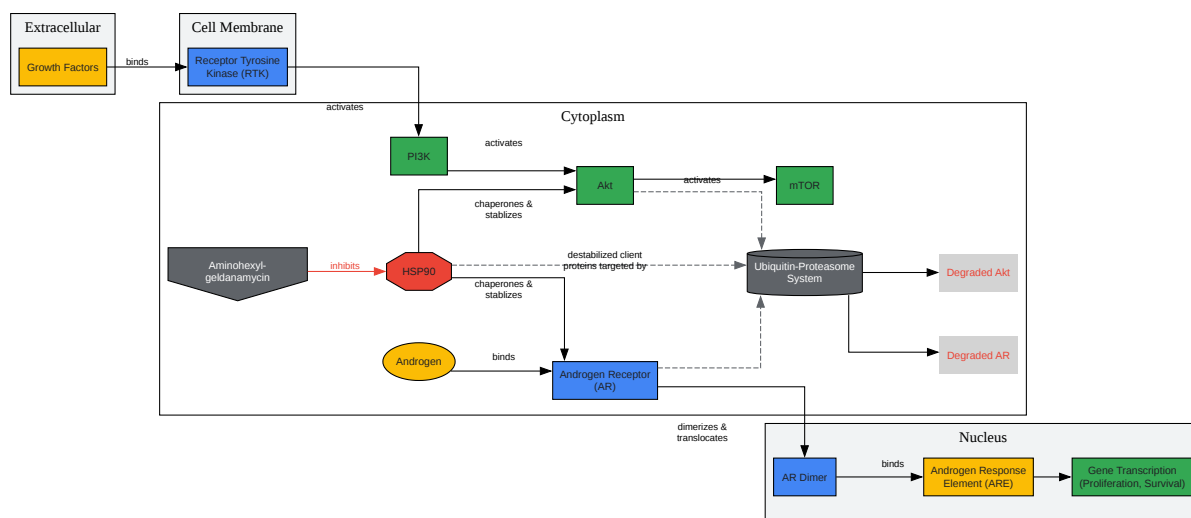 Extracellular
Growth Factors
binds
Cell Membrane
Receptor Tyrosine
Kinase (RTK)
activates
Cytoplasm
PI3K
activates
Akt
activates
mTOR
chaperones &
stablizes
Aminohexyl-
geldanamycin
inhibits
HSP90
destabilized client
proteins targeted by
Ubiquitin-Proteasome
System
Degraded Akt
chaperones &
stablizes
Androgen
binds
Androgen Receptor
(AR)
Degraded AR
dimerizes &
translocates
Nucleus
AR Dimer
binds
Androgen Response
Element (ARE)
Gene Transcription
(Proliferation, Survival)